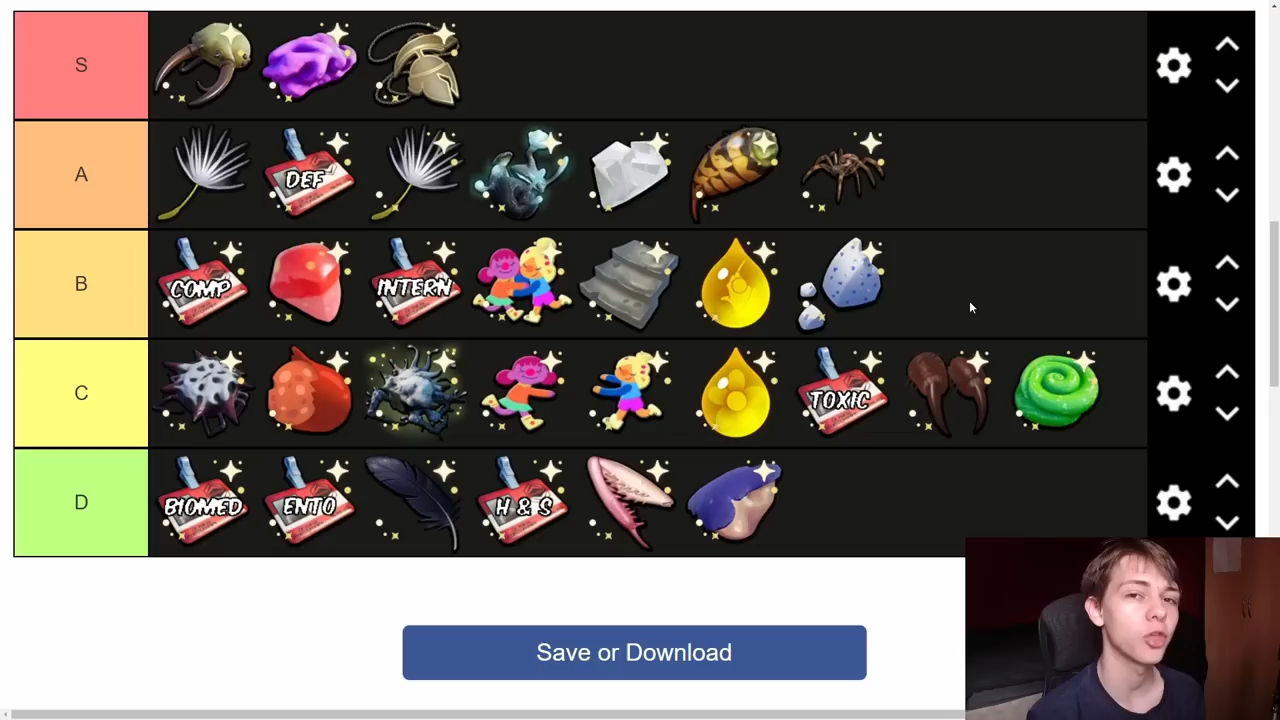 S
A
DEF
B
COMP
INTERN
C
TOXIC
D
BIOMED
ENTO
H & S
Save or Download